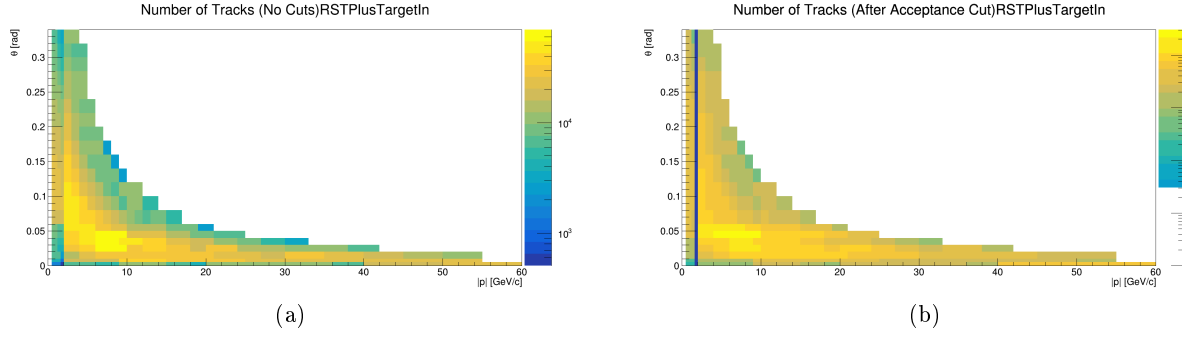 Number of Tracks (No Cuts)RSTPlusTargetIn
θ [rad]
0.3
0.25
0.2
0.15
0.1
0.05
0
0 10 20 30 40 50 60
|p| [GeV/c]
10⁴
10³
(a)
Number of Tracks (After Acceptance Cut)RSTPlusTargetIn
θ [rad]
0.3
0.25
0.2
0.15
0.1
0.05
0
0 10 20 30 40 50 60
|p| [GeV/c]
(b)